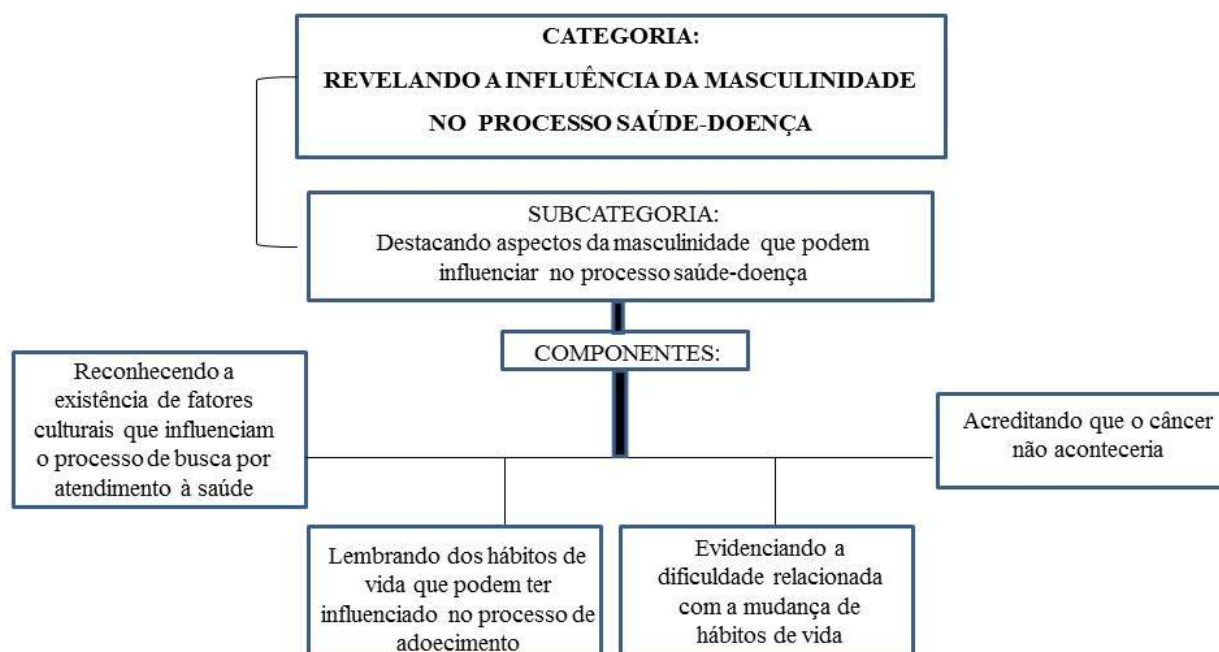 CATEGORIA:
REVELANDO A INFLUÊNCIA DA MASCULINIDADE
NO PROCESSO SAÚDE-DOENÇA
SUBCATEGORIA:
Destacando aspectos da masculinidade que podem
influenciar no processo saúde-doença
COMPONENTES:
Reconhecendo a
existência de fatores
culturais que influenciam
o processo de busca por
atendimento à saúde
Acreditando que o câncer
não aconteceria
Lembrando dos hábitos de
vida que podem ter
influenciado no processo de
adoecimento
Evidenciando a
dificuldade relacionada
com a mudança de
hábitos de vida